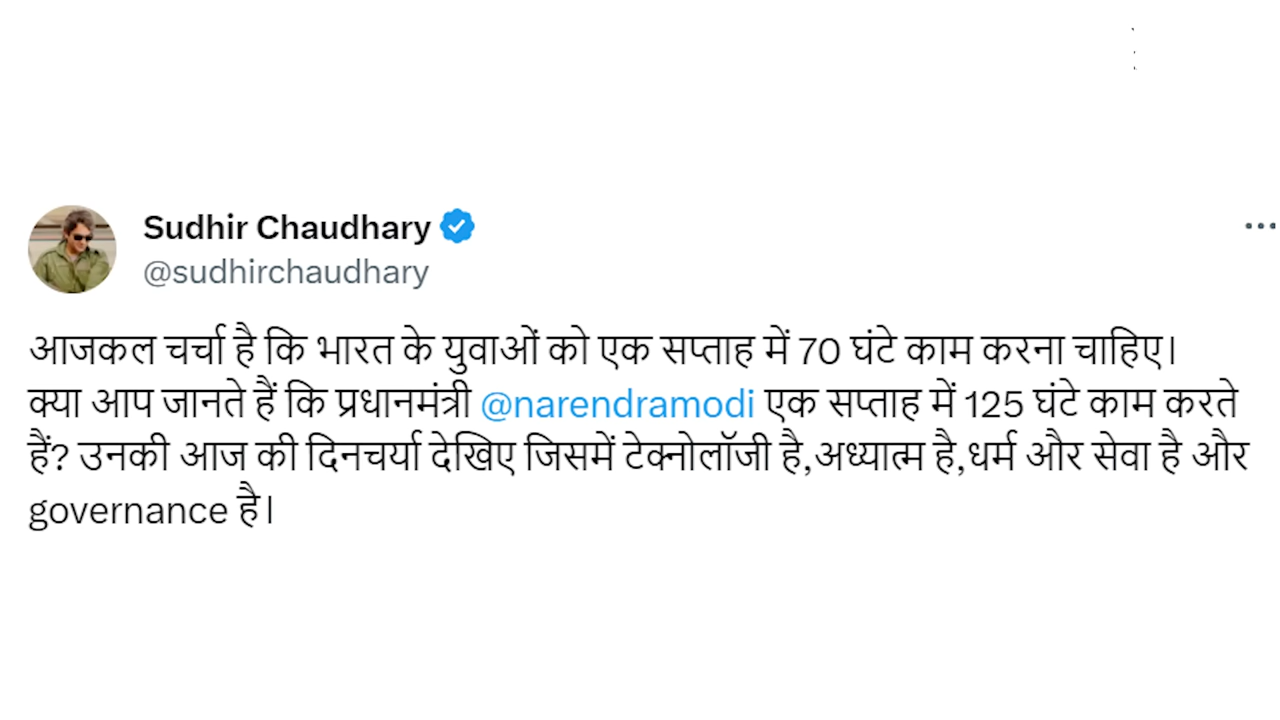 Sudhir Chaudhary
@sudhirchaudhary
आजकल चर्चा है कि भारत के युवाओं को एक सप्ताह में 70 घंटे काम करना चाहिए।
क्या आप जानते हैं कि प्रधानमंत्री @narendramodi एक सप्ताह में 125 घंटे काम करते
हैं? उनकी आज की दिनचर्या देखिए जिसमें टेक्नोलॉजी है,अध्यात्म है,धर्म और सेवा है और
governance है।